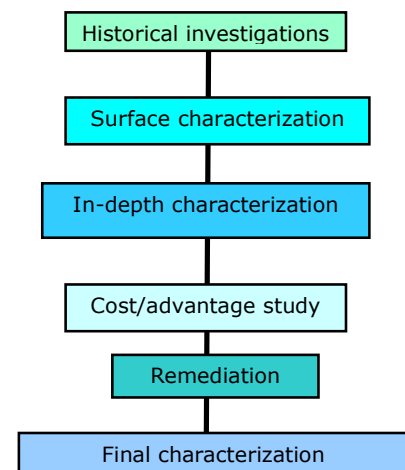 Historical investigations
Surface characterization
In-depth characterization
Cost/advantage study
Remediation
Final characterization